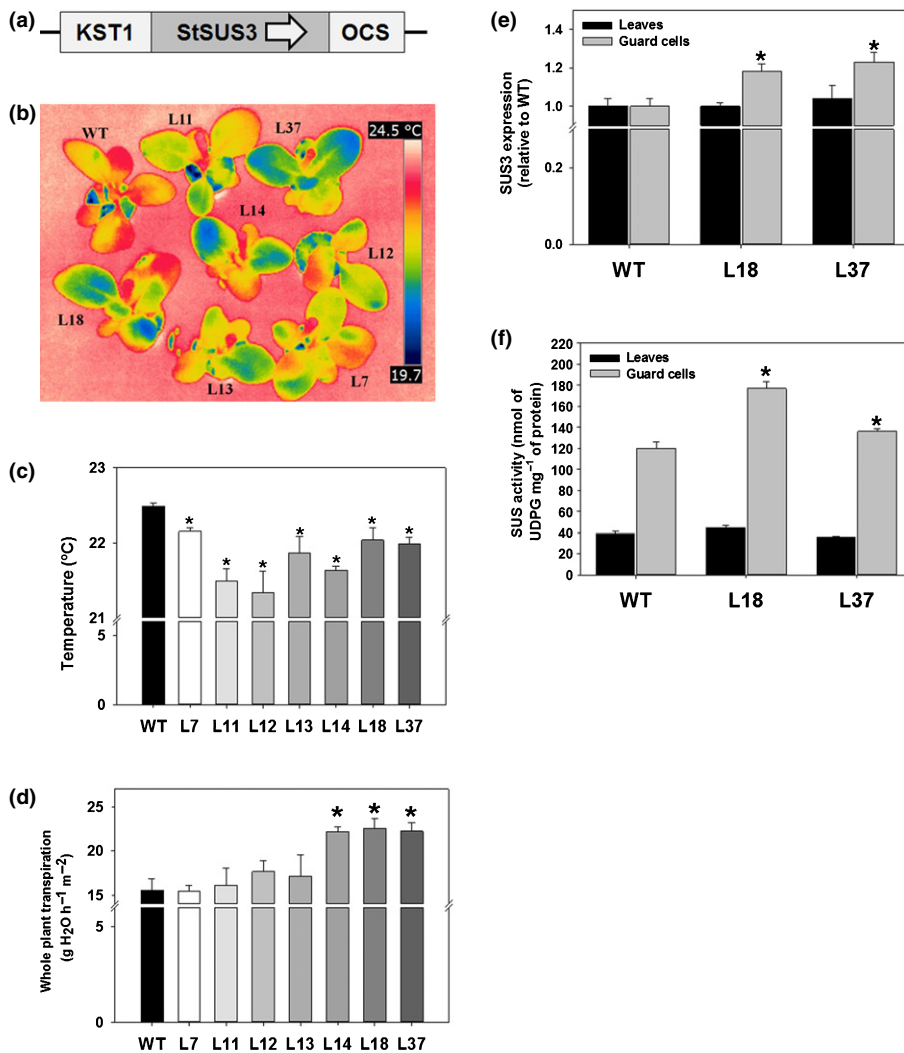 (a)
KST1 StSUS3 OCS
(b)
WT L11 L37 24.5 °C
L14
L12
L18
L13 L7 19.7
(c)
Temperature (°C)
23
22
21
5
0
WT L7 L11 L12 L13 L14 L18 L37
* * * * * * *
(d)
Whole plant transpiration
(g H₂O h⁻¹ m⁻²)
25
20
15
5
0
WT L7 L11 L12 L13 L14 L18 L37
* * *
(e)
SUS3 expression
(relative to WT)
1.4
1.2
1.0
0.2
0.0
Leaves
Guard cells
* *
WT L18 L37
(f)
SUS activity (nmol of
UDPG mg⁻¹ of protein)
220
200
180
160
140
120
100
80
60
40
20
0
Leaves
Guard cells
* *
WT L18 L37